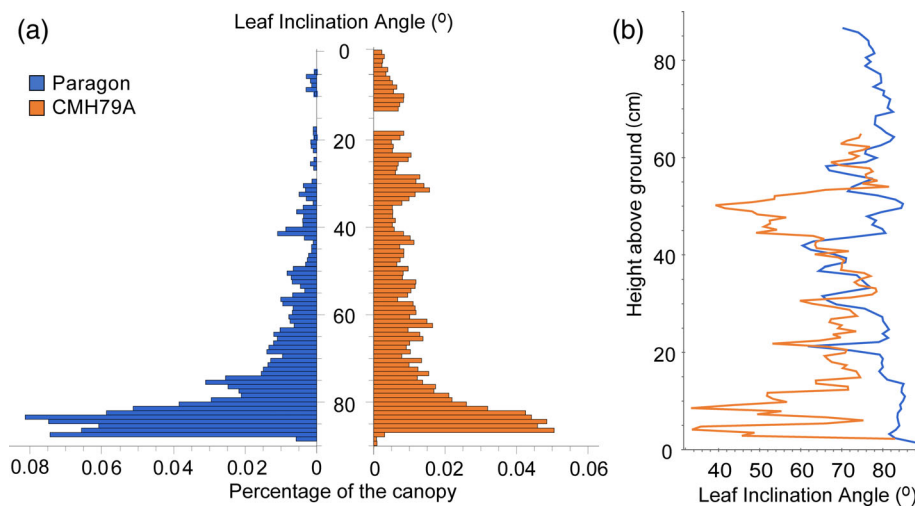 (a)
Leaf Inclination Angle (⁰)
Paragon
CMH79A
0
20
40
60
80
0.08 0.06 0.04 0.02 0
0 0.02 0.04 0.06
Percentage of the canopy
(b)
Height above ground (cm)
80
60
40
20
0
40 50 60 70 80
Leaf Inclination Angle (⁰)